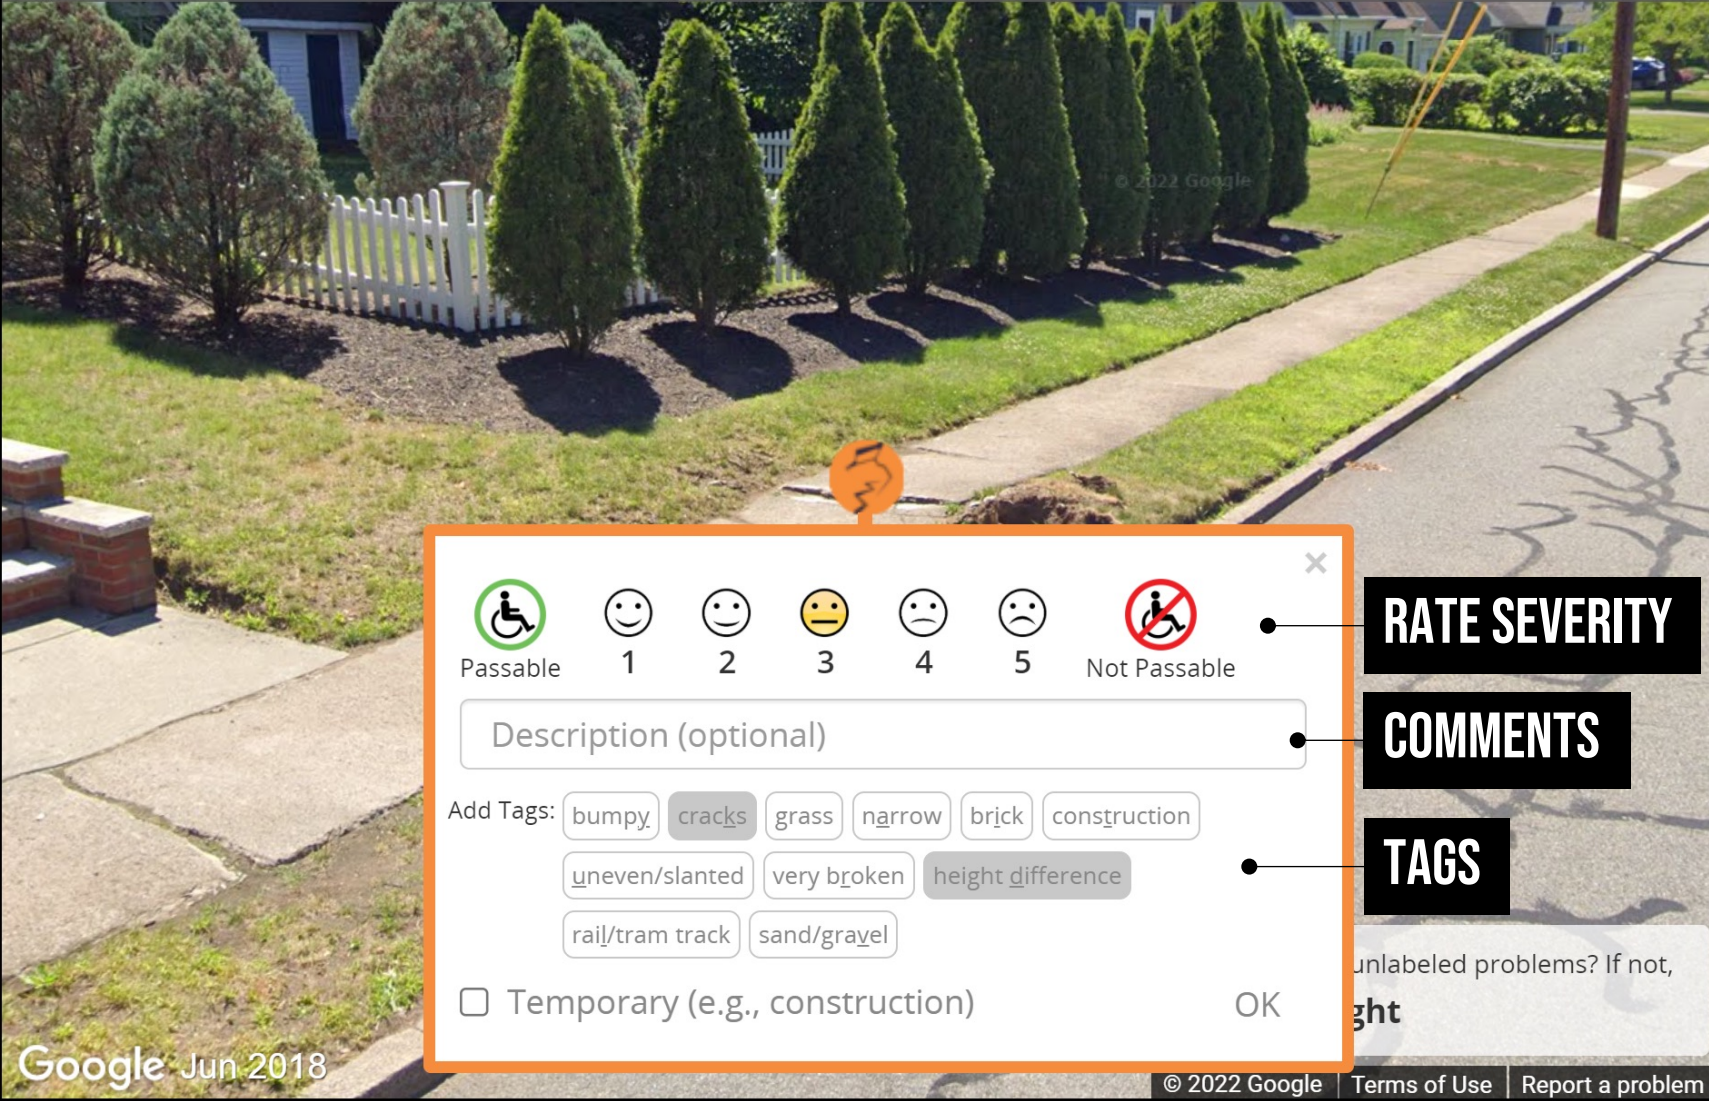 © 2022 Google
×
Passable
1
2
3
4
5
Not Passable
RATE SEVERITY
Description (optional)
COMMENTS
Add Tags:
bumpy
cracks
grass
narrow
brick
construction
uneven/slanted
very broken
height difference
TAGS
rail/tram track
sand/gravel
unlabeled problems? If not,
ght
Temporary (e.g., construction)
OK
Google Jun 2018
© 2022 Google
Terms of Use
Report a problem